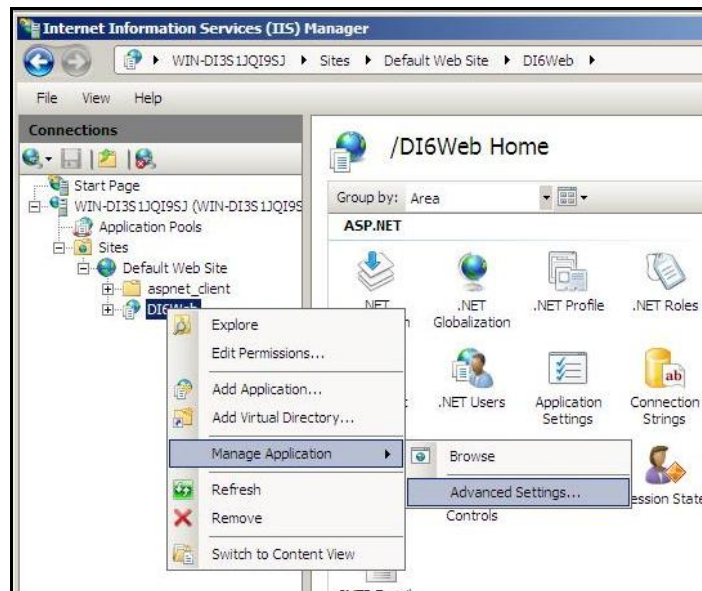 Internet Information Services (IIS) Manager
WIN-DI3S1JQI9SJ Sites Default Web Site DI6Web
File View Help
Connections
Start Page
WIN-DI3S1JQI9SJ (WIN-DI3S1JQI9S
Application Pools
Sites
Default Web Site
aspnet_client
DI6Web
/DI6Web Home
Group by: Area
ASP.NET
.NET
.NET Globalization
.NET Profile
.NET Roles
.NET Users
Application Settings
Connection Strings
ession State
Controls
Explore
Edit Permissions...
Add Application...
Add Virtual Directory...
Manage Application
Refresh
Remove
Switch to Content View
Browse
Advanced Settings...